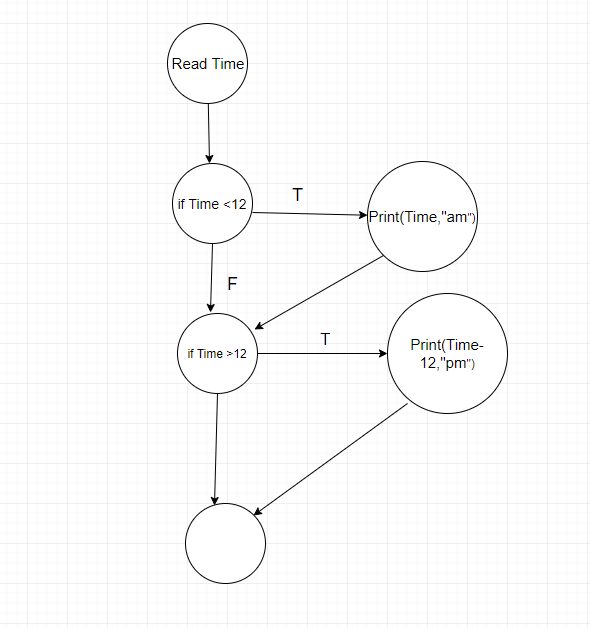 Read Time
if Time <12
T
Print(Time,"am")
F
if Time >12
T
Print(Time-
12,"pm")